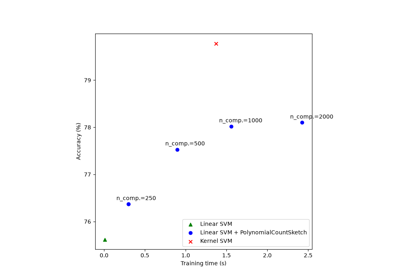 79
78
77
76
Accuracy (%)
n_comp.=2000
n_comp.=1000
n_comp.=500
n_comp.=250
Linear SVM
Linear SVM + PolynomialCountSketch
Kernel SVM
0.0 0.5 1.0 1.5 2.0 2.5
Training time (s)